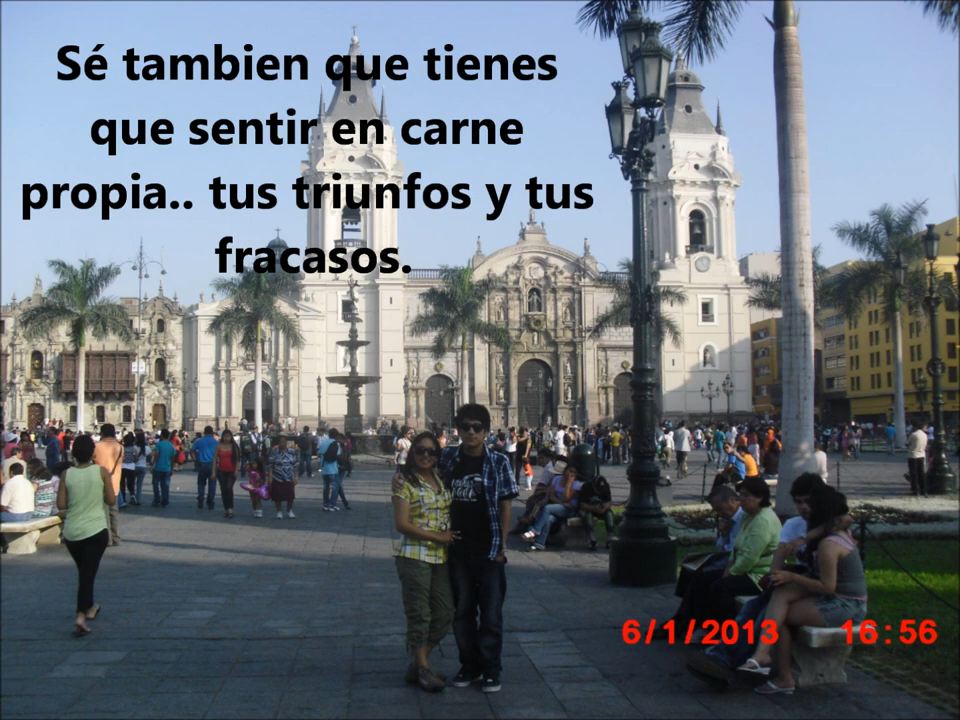 Sé tambien que tienes
que sentir en carne
propia.. tus triunfos y tus
fracasos.
6/1/2013 16:56